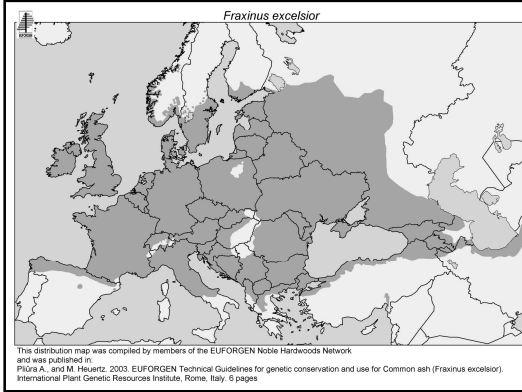 Fraxinus excelsior
EUFORGEN
This distribution map was compiled by members of the EUFORGEN Noble Hardwoods Network
and was published in:
Pliûra A., and M. Heuertz. 2003. EUFORGEN Technical Guidelines for genetic conservation and use for Common ash (Fraxinus excelsior).
International Plant Genetic Resources Institute, Rome, Italy. 6 pages